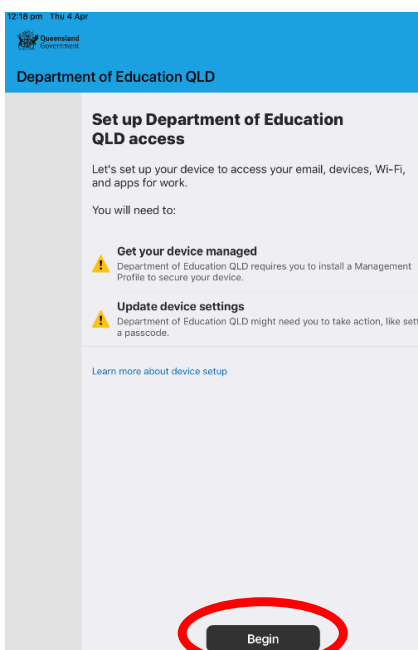 12:18 pm Thu 4 Apr
Queensland
Government
Department of Education QLD
Set up Department of Education
QLD access
Let's set up your device to access your email, devices, Wi-Fi,
and apps for work.
You will need to:
Get your device managed
Department of Education QLD requires you to install a Management
Profile to secure your device.
Update device settings
Department of Education QLD might need you to take action, like sett
a passcode.
Learn more about device setup
Begin